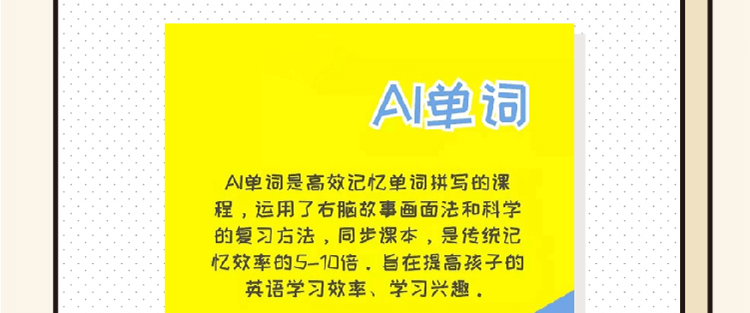 AI单词
AI单词是高效记忆单词拼写的课
程，运用了右脑故事画面法和科学
的复习方法，同步课本，是传统记
忆效率的5-10倍．旨在提高孩子的
英语学习效率、学习兴趣．